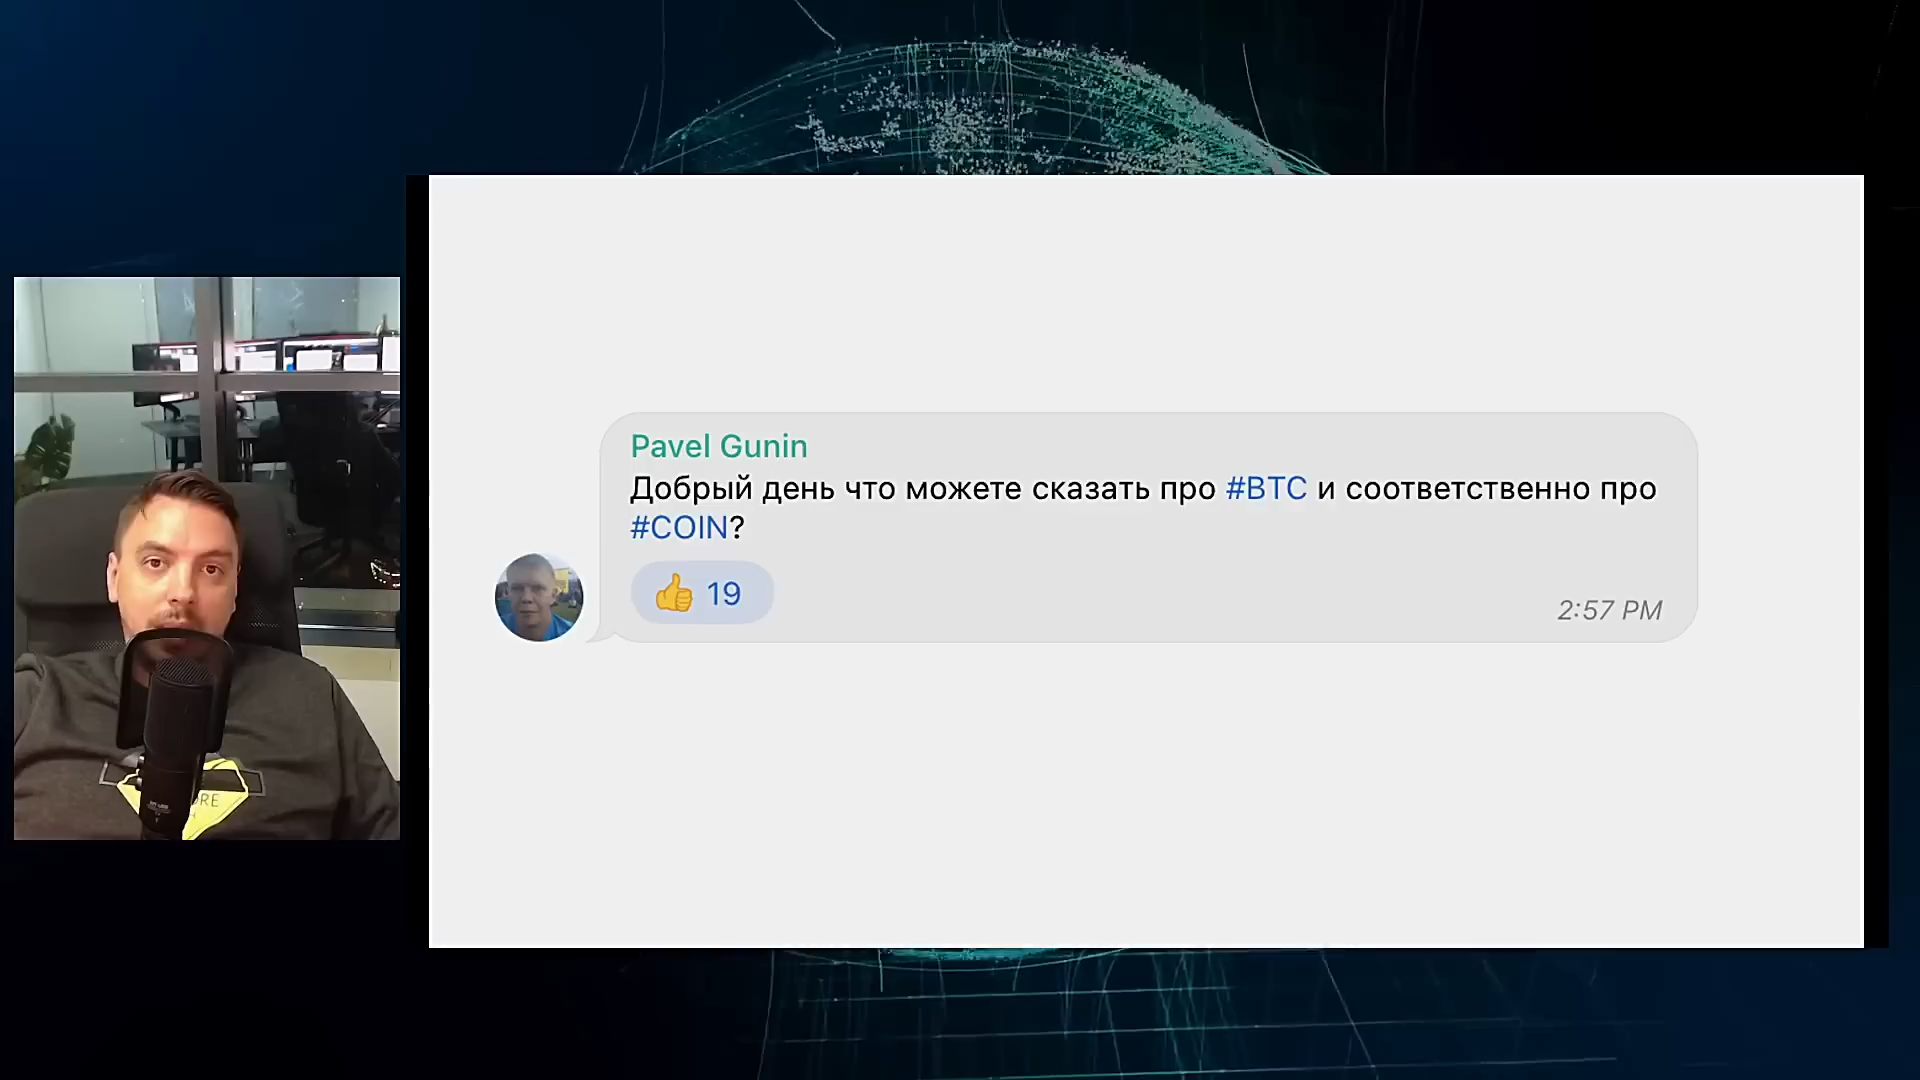 Pavel Gunin
Добрый день что можете сказать про #BTC и соответственно про
#COIN?
👍 19
2:57 PM